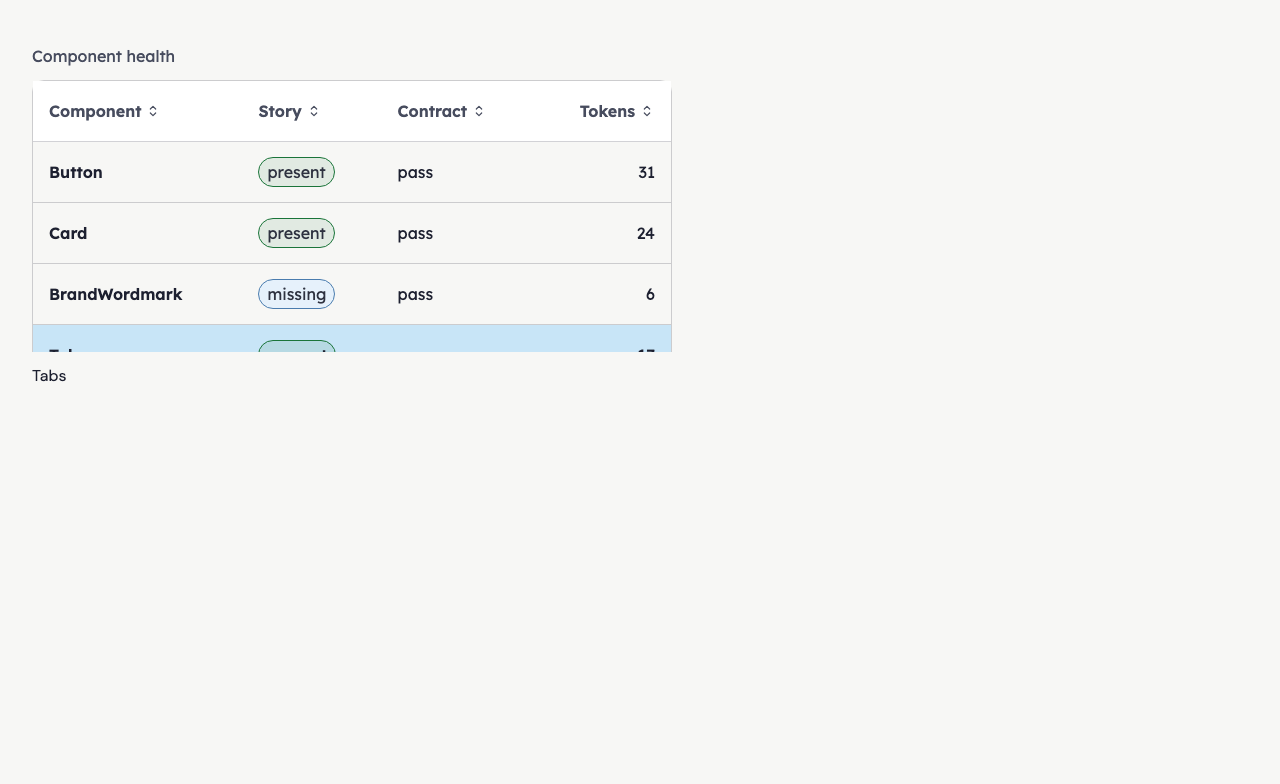 Component health
Component Story Contract Tokens
Button present pass 31
Card present pass 24
BrandWordmark missing pass 6
Tabs